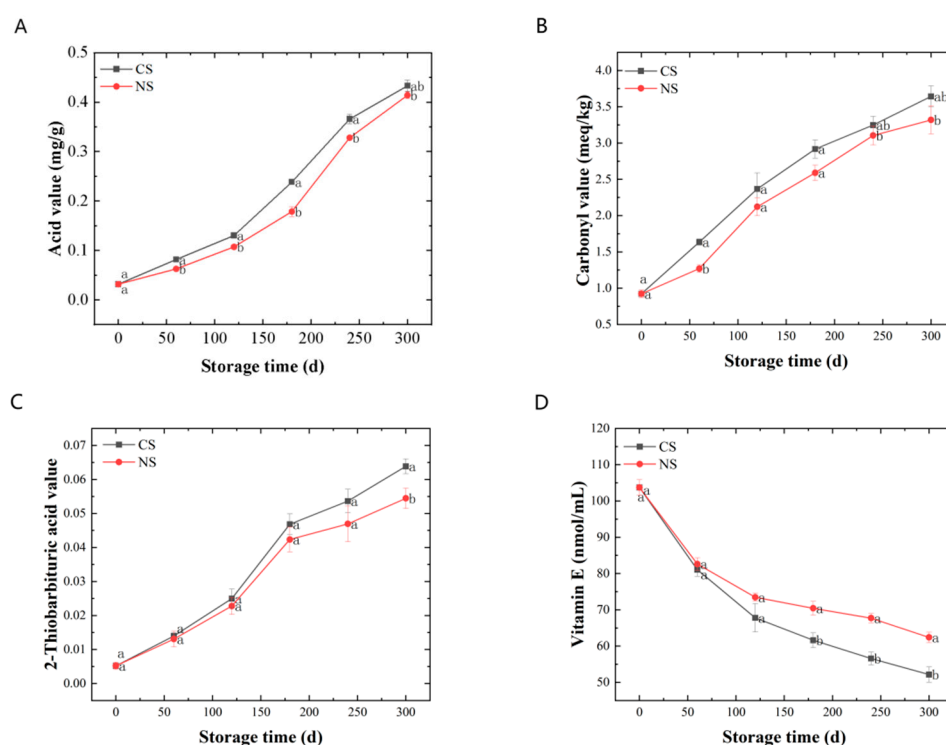 A
CS
NS
Acid value (mg/g)
0.5
0.4
0.3
0.2
0.1
0.0
a
a
a
b
a
b
a
b
a
b
ab
b
0 50 100 150 200 250 300
Storage time (d)
B
CS
NS
Carbonyl value (meq/kg)
4.0
3.5
3.0
2.5
2.0
1.5
1.0
0.5
a
a
a
b
a
a
a
a
ab
b
ab
b
0 50 100 150 200 250 300
Storage time (d)
C
CS
NS
2-Thiobarbituric acid value
0.07
0.06
0.05
0.04
0.03
0.02
0.01
0.00
a
a
a
a
a
a
a
a
a
a
a
b
0 50 100 150 200 250 300
Storage time (d)
D
CS
NS
Vitamin E (nmol/mL)
120
110
100
90
80
70
60
50
a
a
a
a
a
a
a
b
a
b
a
b
0 50 100 150 200 250 300
Storage time (d)